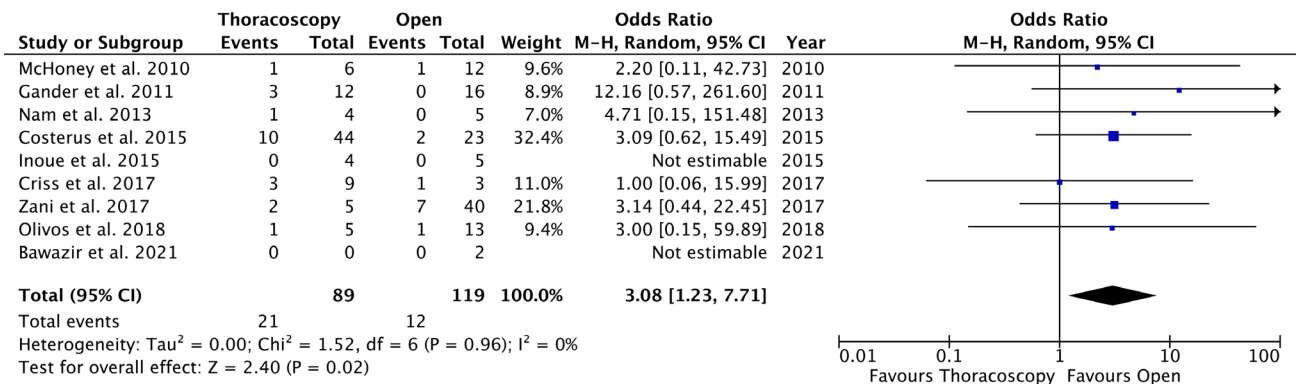 Thoracoscopy Open Odds Ratio Odds Ratio
Study or Subgroup Events Total Events Total Weight M-H, Random, 95% CI Year M-H, Random, 95% CI
McHoney et al. 2010 1 6 1 12 9.6% 2.20 [0.11, 42.73] 2010
Gander et al. 2011 3 12 0 16 8.9% 12.16 [0.57, 261.60] 2011
Nam et al. 2013 1 4 0 5 7.0% 4.71 [0.15, 151.48] 2013
Costerus et al. 2015 10 44 2 23 32.4% 3.09 [0.62, 15.49] 2015
Inoue et al. 2015 0 4 0 5 Not estimable 2015
Criss et al. 2017 3 9 1 3 11.0% 1.00 [0.06, 15.99] 2017
Zani et al. 2017 2 5 7 40 21.8% 3.14 [0.44, 22.45] 2017
Olivos et al. 2018 1 5 1 13 9.4% 3.00 [0.15, 59.89] 2018
Bawazir et al. 2021 0 0 0 2 Not estimable 2021
Total (95% CI) 89 119 100.0% 3.08 [1.23, 7.71]
Total events 21 12
Heterogeneity: Tau² = 0.00; Chi² = 1.52, df = 6 (P = 0.96); I² = 0%
Test for overall effect: Z = 2.40 (P = 0.02)
0.01 0.1 1 10 100
Favours Thoracoscopy Favours Open